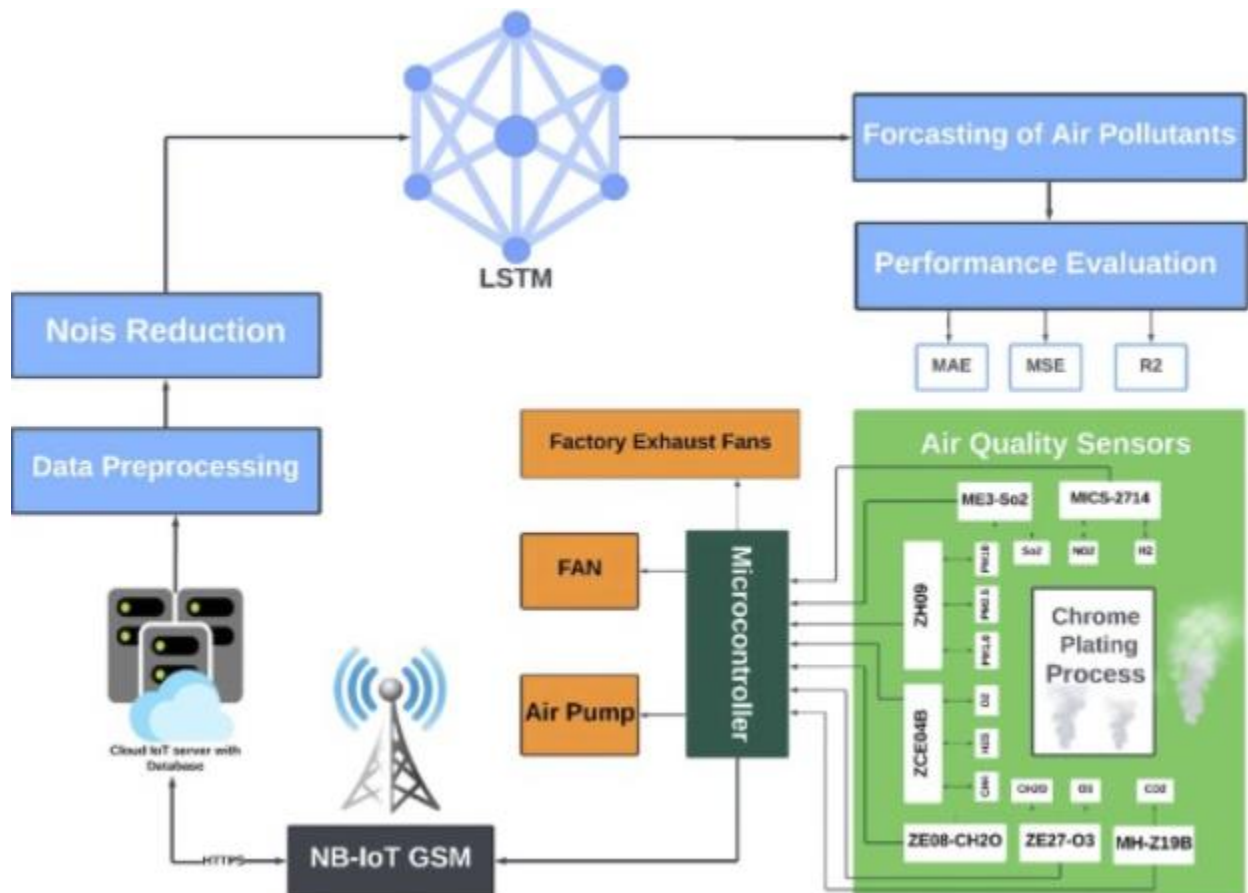 Forcasting of Air Pollutants
LSTM
Performance Evaluation
Nois Reduction
MAE
MSE
R2
Data Preprocessing
Factory Exhaust Fans
Air Quality Sensors
ME3-So2
MICS-2714
So2
NO2
H2
PM10
FAN
Microcontroller
ZH09
PM2.5
PM1.0
Chrome
Plating
Process
Air Pump
ZCE04B
O2
H2S
CH4
Cloud IoT server with
Database
CH2O
O3
CO2
ZE08-CH2O
ZE27-O3
MH-Z19B
HTTPS
NB-IoT GSM